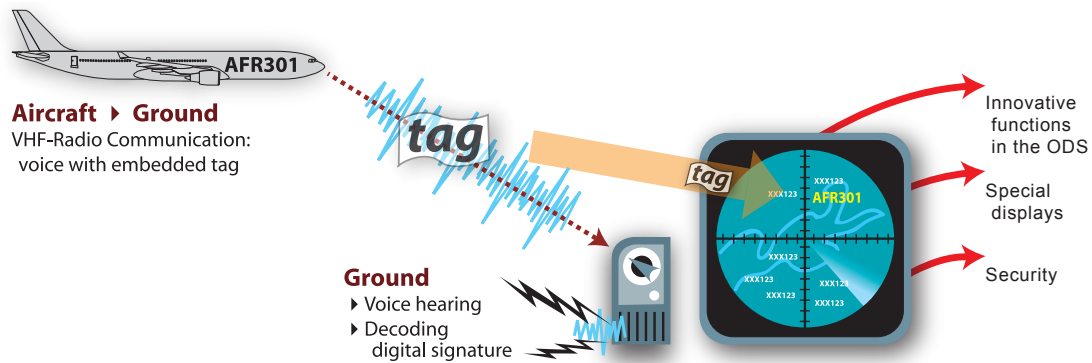 AFR301
Aircraft ▸ Ground
VHF-Radio Communication:
voice with embedded tag
tag
tag
XXX123
XXX123
AFR301
XXX123
XXX123
XXX123
XXX123
XXX123
Innovative
functions
in the ODS
Special
displays
Security
Ground
▸ Voice hearing
▸ Decoding
digital signature